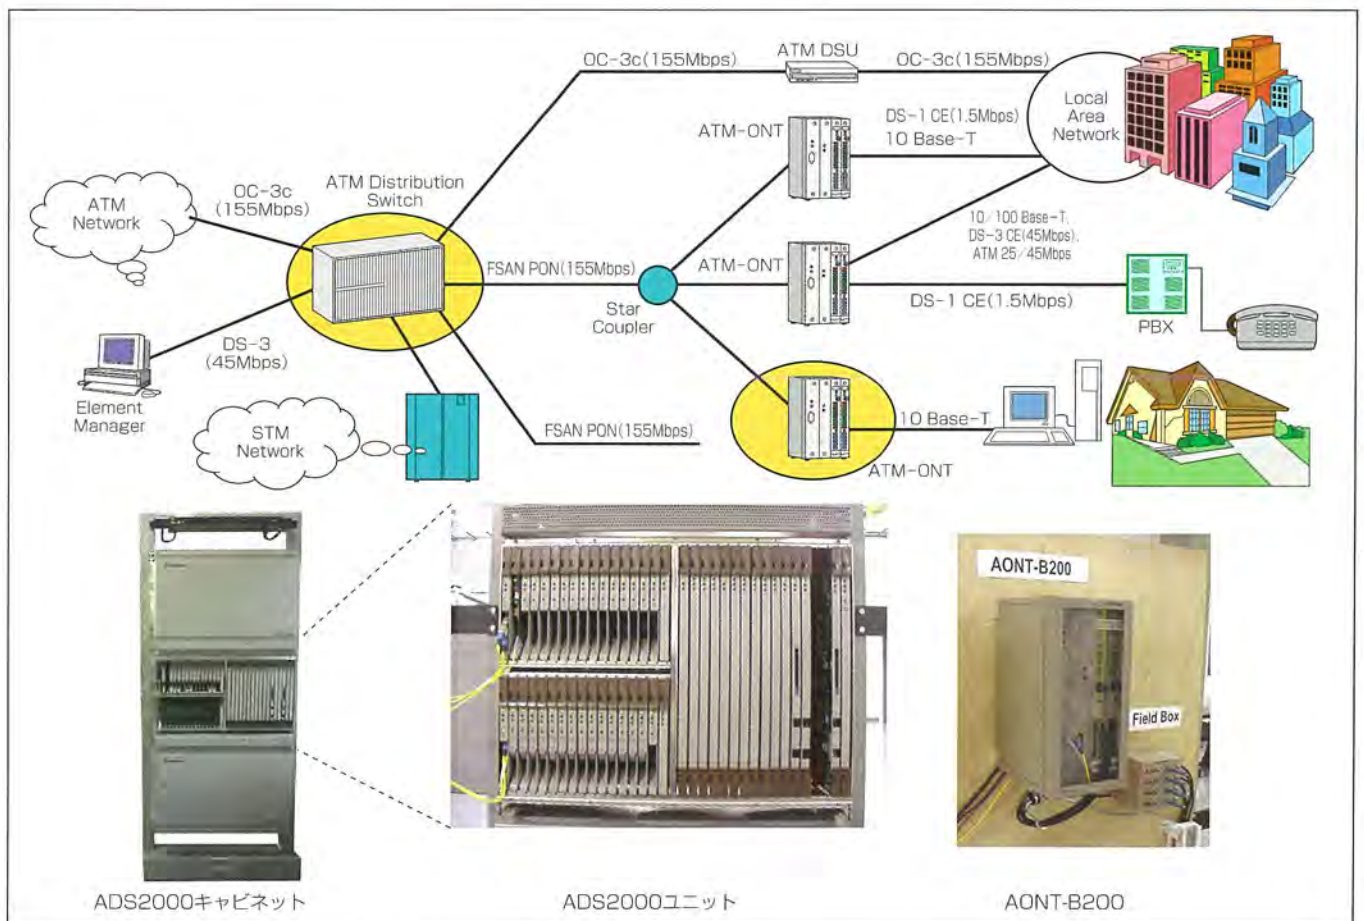 OC-3c(155Mbps)
ATM DSU
OC-3c(155Mbps)
Local
Area
Network
ATM-ONT
DS-1 CE(1.5Mbps)
10 Base-T
ATM
Network
OC-3c
(155Mbps)
ATM Distribution
Switch
10/100 Base-T,
DS-3 CE(45Mbps),
ATM 25/45Mbps
FSAN PON(155Mbps)
ATM-ONT
Star
Coupler
DS-1 CE(1.5Mbps)
PBX
DS-3
(45Mbps)
Element
Manager
STM
Network
FSAN PON(155Mbps)
10 Base-T
ATM-ONT
AONT-B200
Field Box
ADS2000キャビネット
ADS2000ユニット
AONT-B200